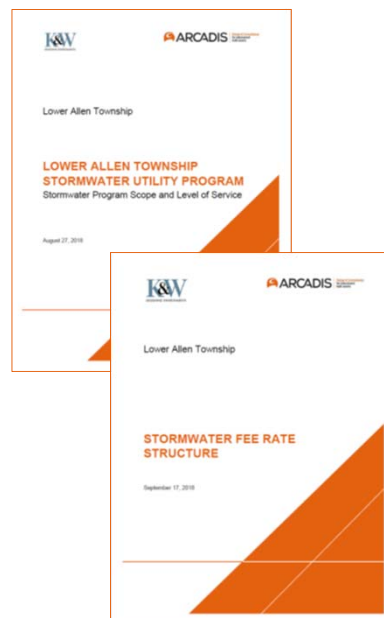 K&W
ARCADIS
Lower Allen Township
LOWER ALLEN TOWNSHIP
STORMWATER UTILITY PROGRAM
Stormwater Program Scope and Level of Service
August 27, 2018
K&W
ARCADIS
Lower Allen Township
STORMWATER FEE RATE
STRUCTURE
September 17, 2018